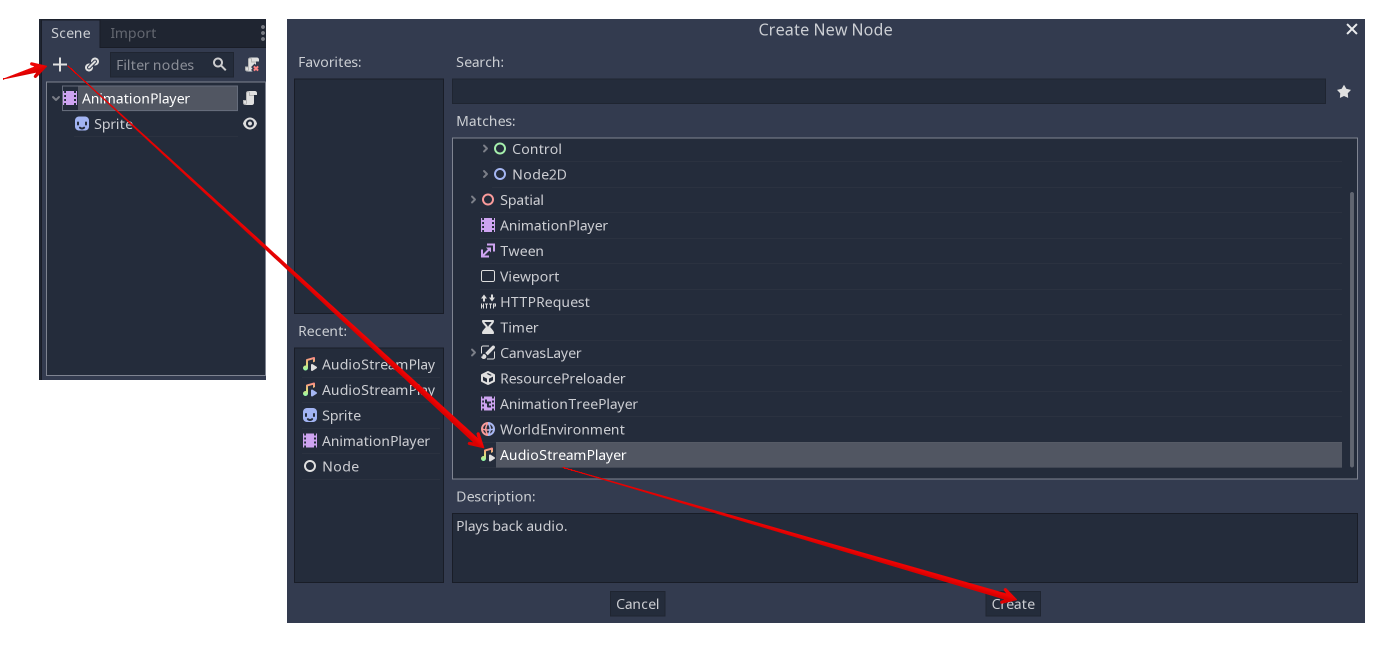 Scene
Import
Filter nodes
AnimationPlayer
Sprite
Create New Node
Favorites:
Recent:
AudioStreamPlay
AudioStreamPlay
Sprite
AnimationPlayer
Node
Search:
Matches:
Control
Node2D
Spatial
AnimationPlayer
Tween
Viewport
HTTPRequest
Timer
CanvasLayer
ResourcePreloader
AnimationTreePlayer
WorldEnvironment
AudioStreamPlayer
Description:
Plays back audio.
Cancel
Create